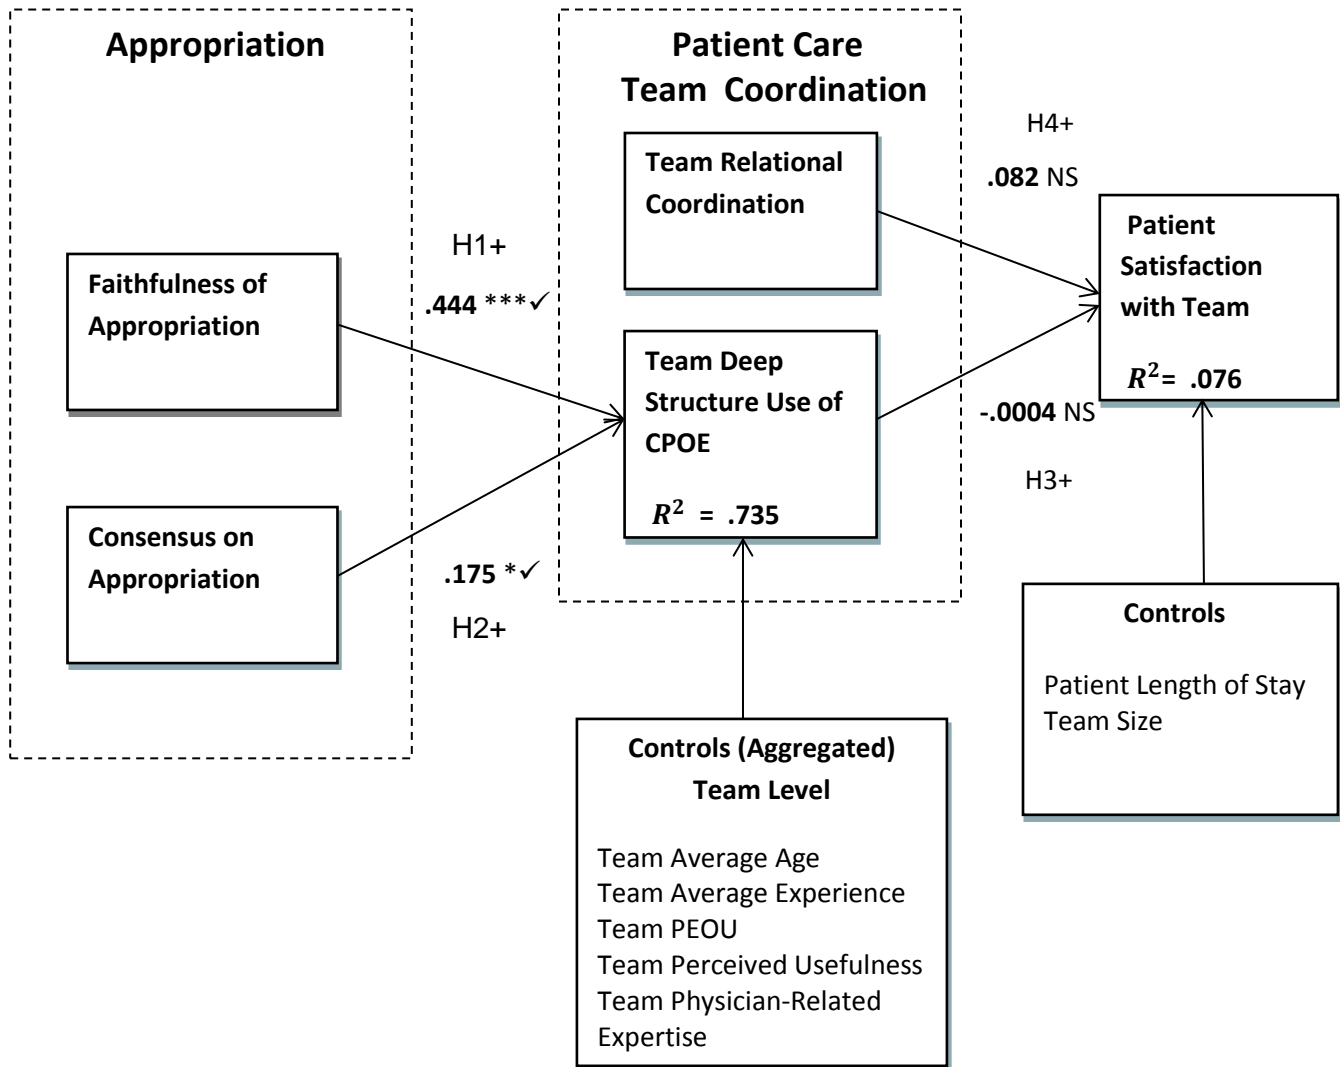 Appropriation
Faithfulness of
Appropriation
Consensus on
Appropriation
H1+
.444 ***✓
.175 *✓
H2+
Patient Care
Team Coordination
Team Relational
Coordination
Team Deep
Structure Use of
CPOE
R² = .735
H4+
.082 NS
-.0004 NS
H3+
Patient
Satisfaction
with Team
R²= .076
Controls
Patient Length of Stay
Team Size
Controls (Aggregated)
Team Level
Team Average Age
Team Average Experience
Team PEOU
Team Perceived Usefulness
Team Physician-Related
Expertise